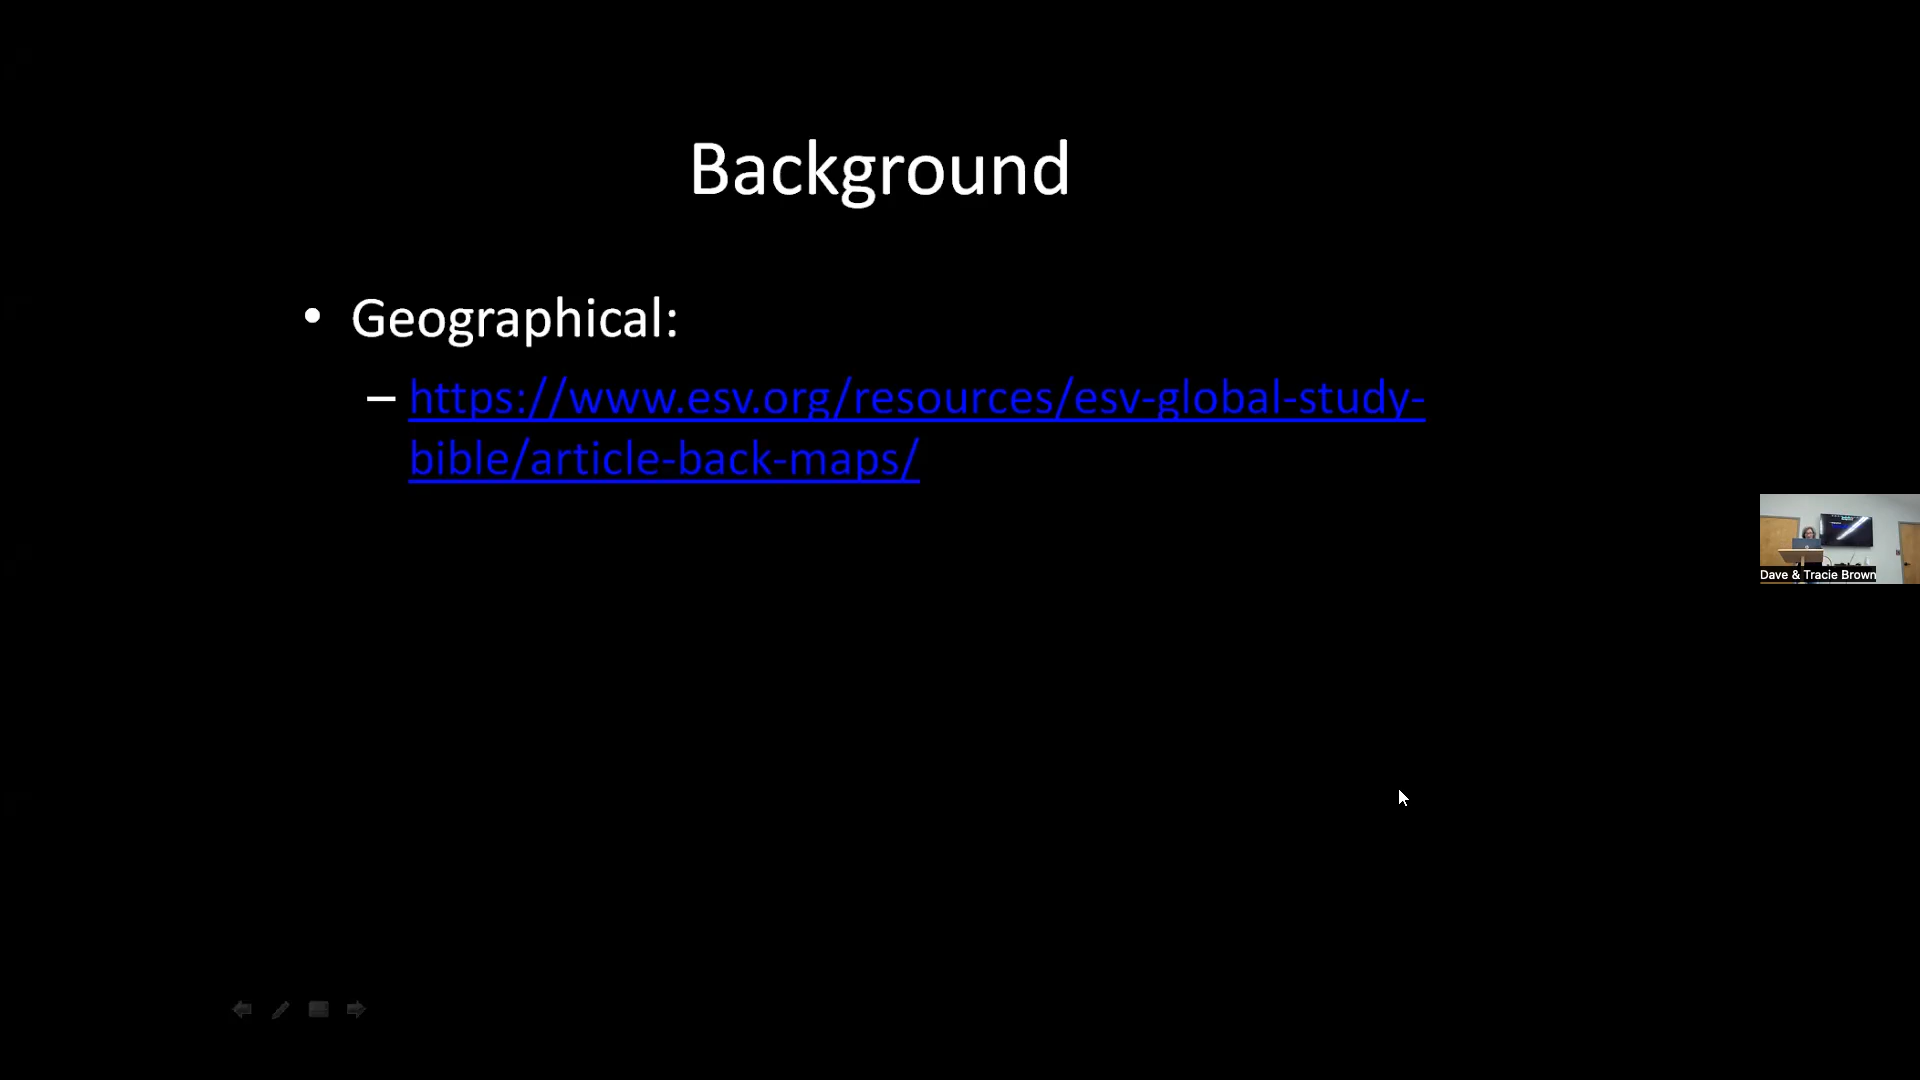 Background
• Geographical:
– https://www.esv.org/resources/esv-global-study-
bible/article-back-maps/
Dave & Tracie Brown